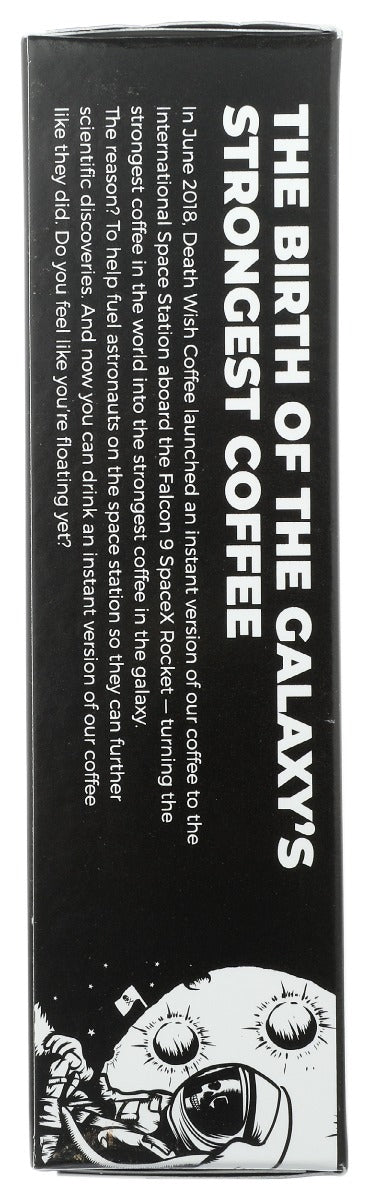 THE BIRTH OF THE GALAXY'S
STRONGEST COFFEE
In June 2018, Death Wish Coffee launched an instant version of our coffee to the
International Space Station aboard the Falcon 9 SpaceX Rocket — turning the
strongest coffee in the world into the strongest coffee in the galaxy.
The reason? To help fuel astronauts on the space station so they can further
scientific discoveries. And now you can drink an instant version of our coffee
like they did. Do you feel like you're floating yet?